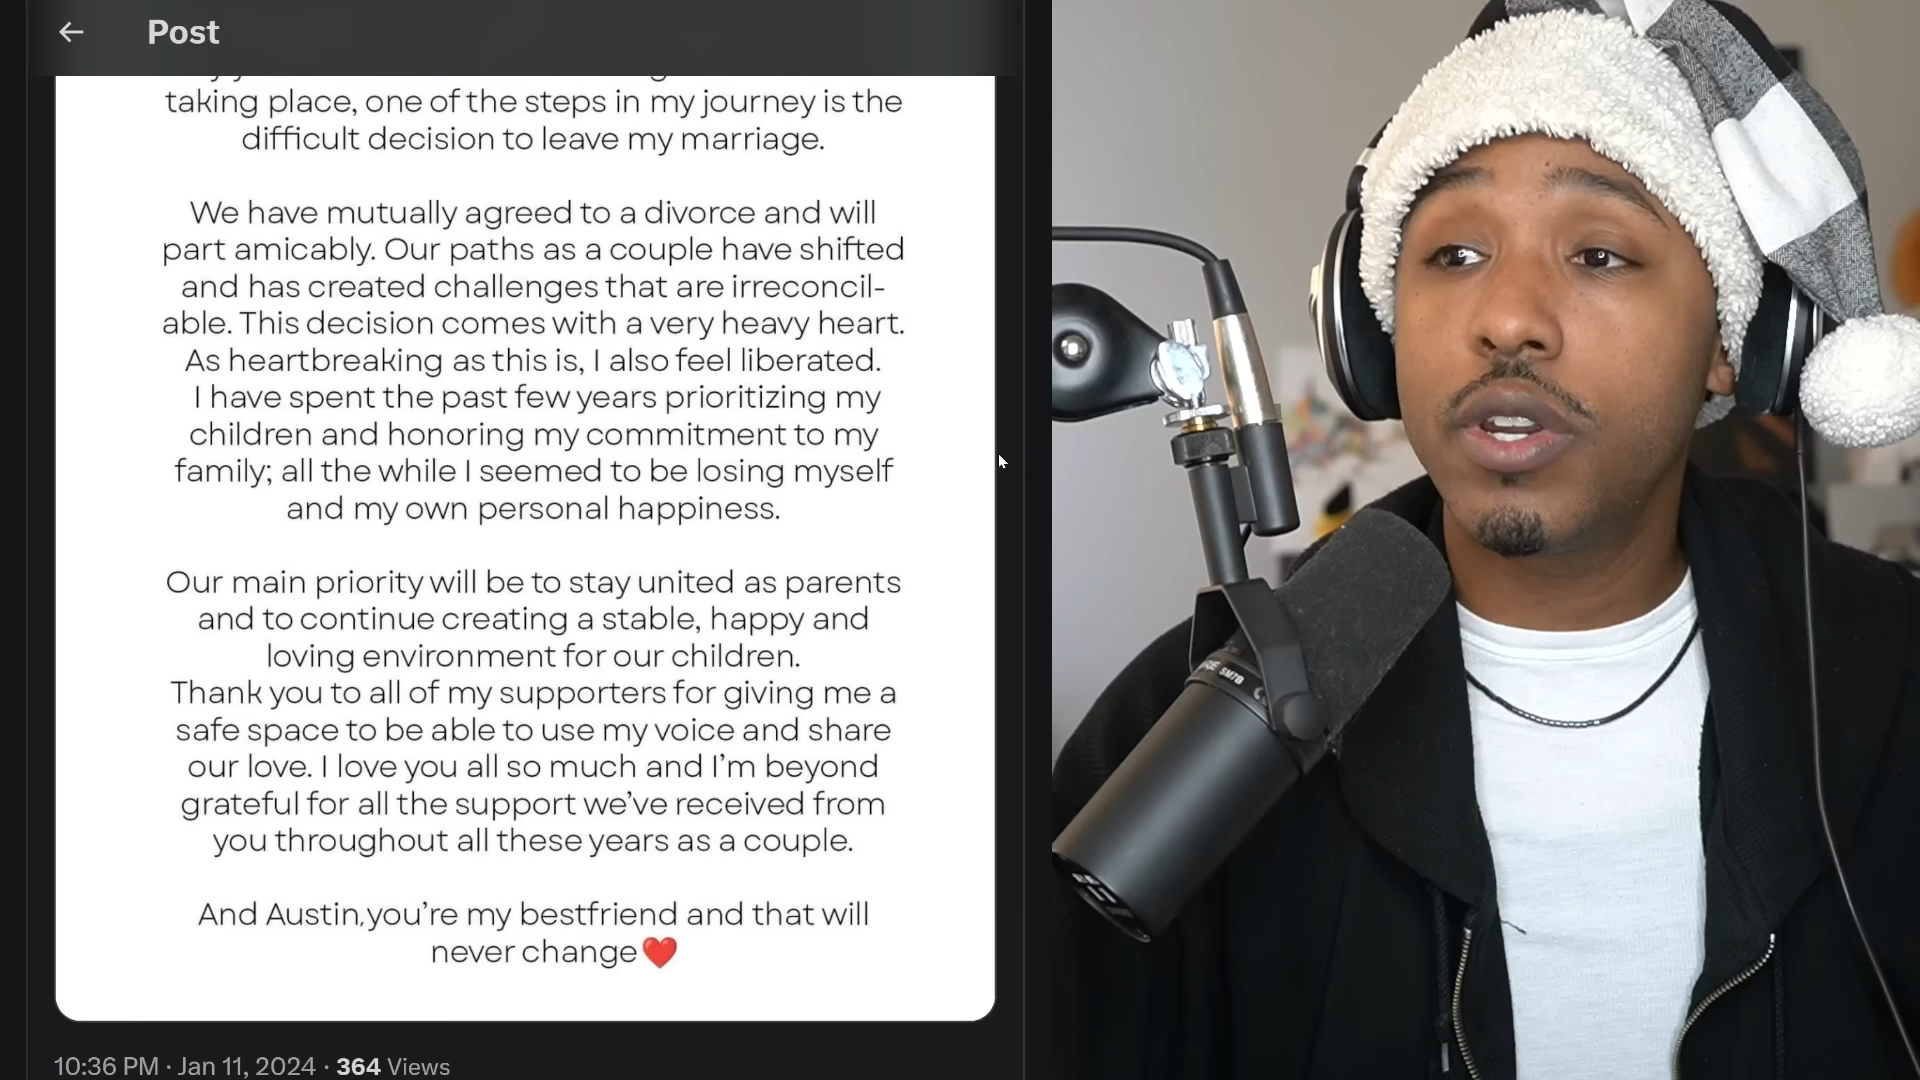 Post
taking place, one of the steps in my journey is the
difficult decision to leave my marriage.
We have mutually agreed to a divorce and will
part amicably. Our paths as a couple have shifted
and has created challenges that are irreconcil-
able. This decision comes with a very heavy heart.
As heartbreaking as this is, I also feel liberated.
I have spent the past few years prioritizing my
children and honoring my commitment to my
family; all the while I seemed to be losing myself
and my own personal happiness.
Our main priority will be to stay united as parents
and to continue creating a stable, happy and
loving environment for our children.
Thank you to all of my supporters for giving me a
safe space to be able to use my voice and share
our love. I love you all so much and I’m beyond
grateful for all the support we’ve received from
you throughout all these years as a couple.
And Austin,you’re my bestfriend and that will
never change❤️
10:36 PM · Jan 11, 2024 · 364 Views
SM7B